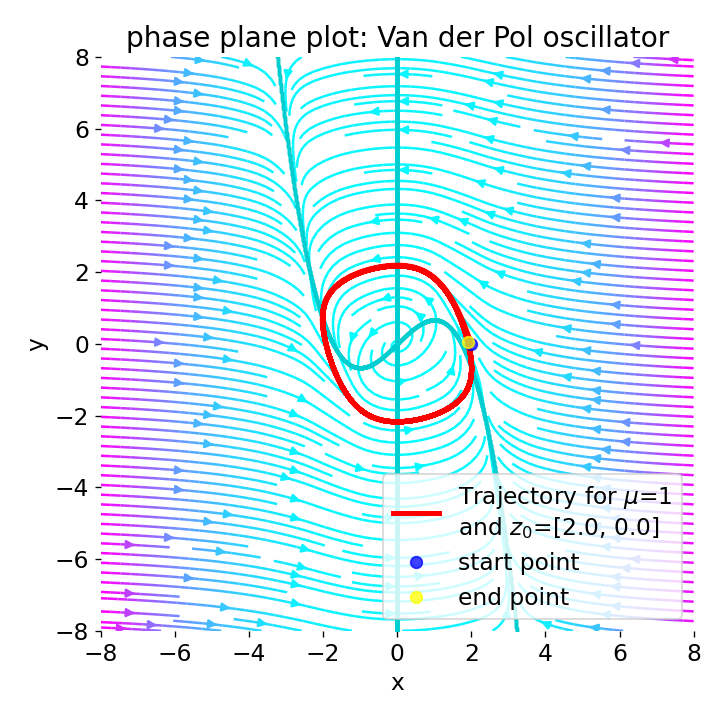 phase plane plot: Van der Pol oscillator
8
6
4
2
0
−2
−4
−6
−8
y
−8 −6 −4 −2 0 2 4 6 8
x
Trajectory for μ=1
and z₀=[2.0, 0.0]
start point
end point